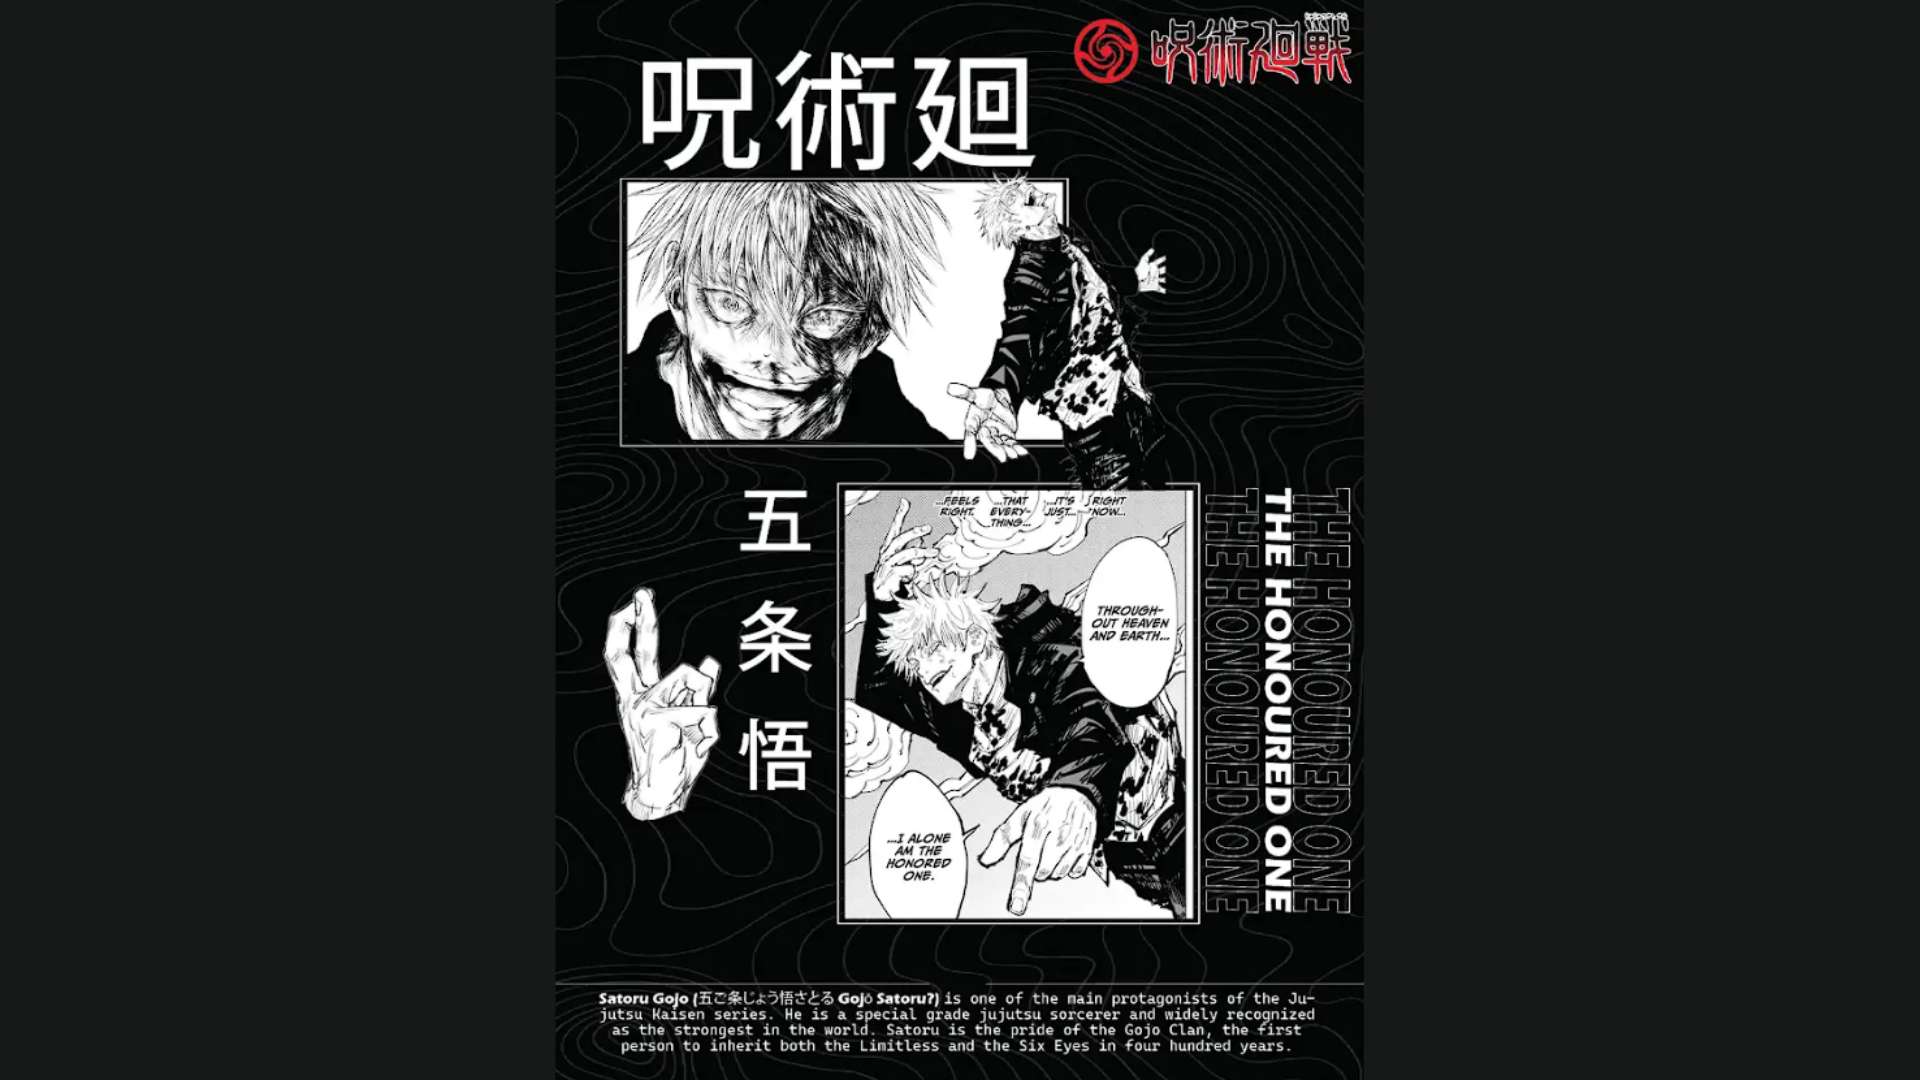 呪術廻戦
呪術廻
...FEELS RIGHT.
...THAT EVERY-
THING...
...IT'S JUST...
RIGHT NOW...
THROUGH-
OUT HEAVEN
AND EARTH...
...I ALONE
AM THE
HONORED
ONE.
五
条
悟
THE HONOURED ONE
THE HONOURED ONE
THE HONOURED ONE
Satoru Gojo (五ご条じょう悟さとる Gojō Satoru?) is one of the main protagonists of the Ju-
jutsu Kaisen series. He is a special grade jujutsu sorcerer and widely recognized
as the strongest in the world. Satoru is the pride of the Gojo Clan, the first
person to inherit both the Limitless and the Six Eyes in four hundred years.